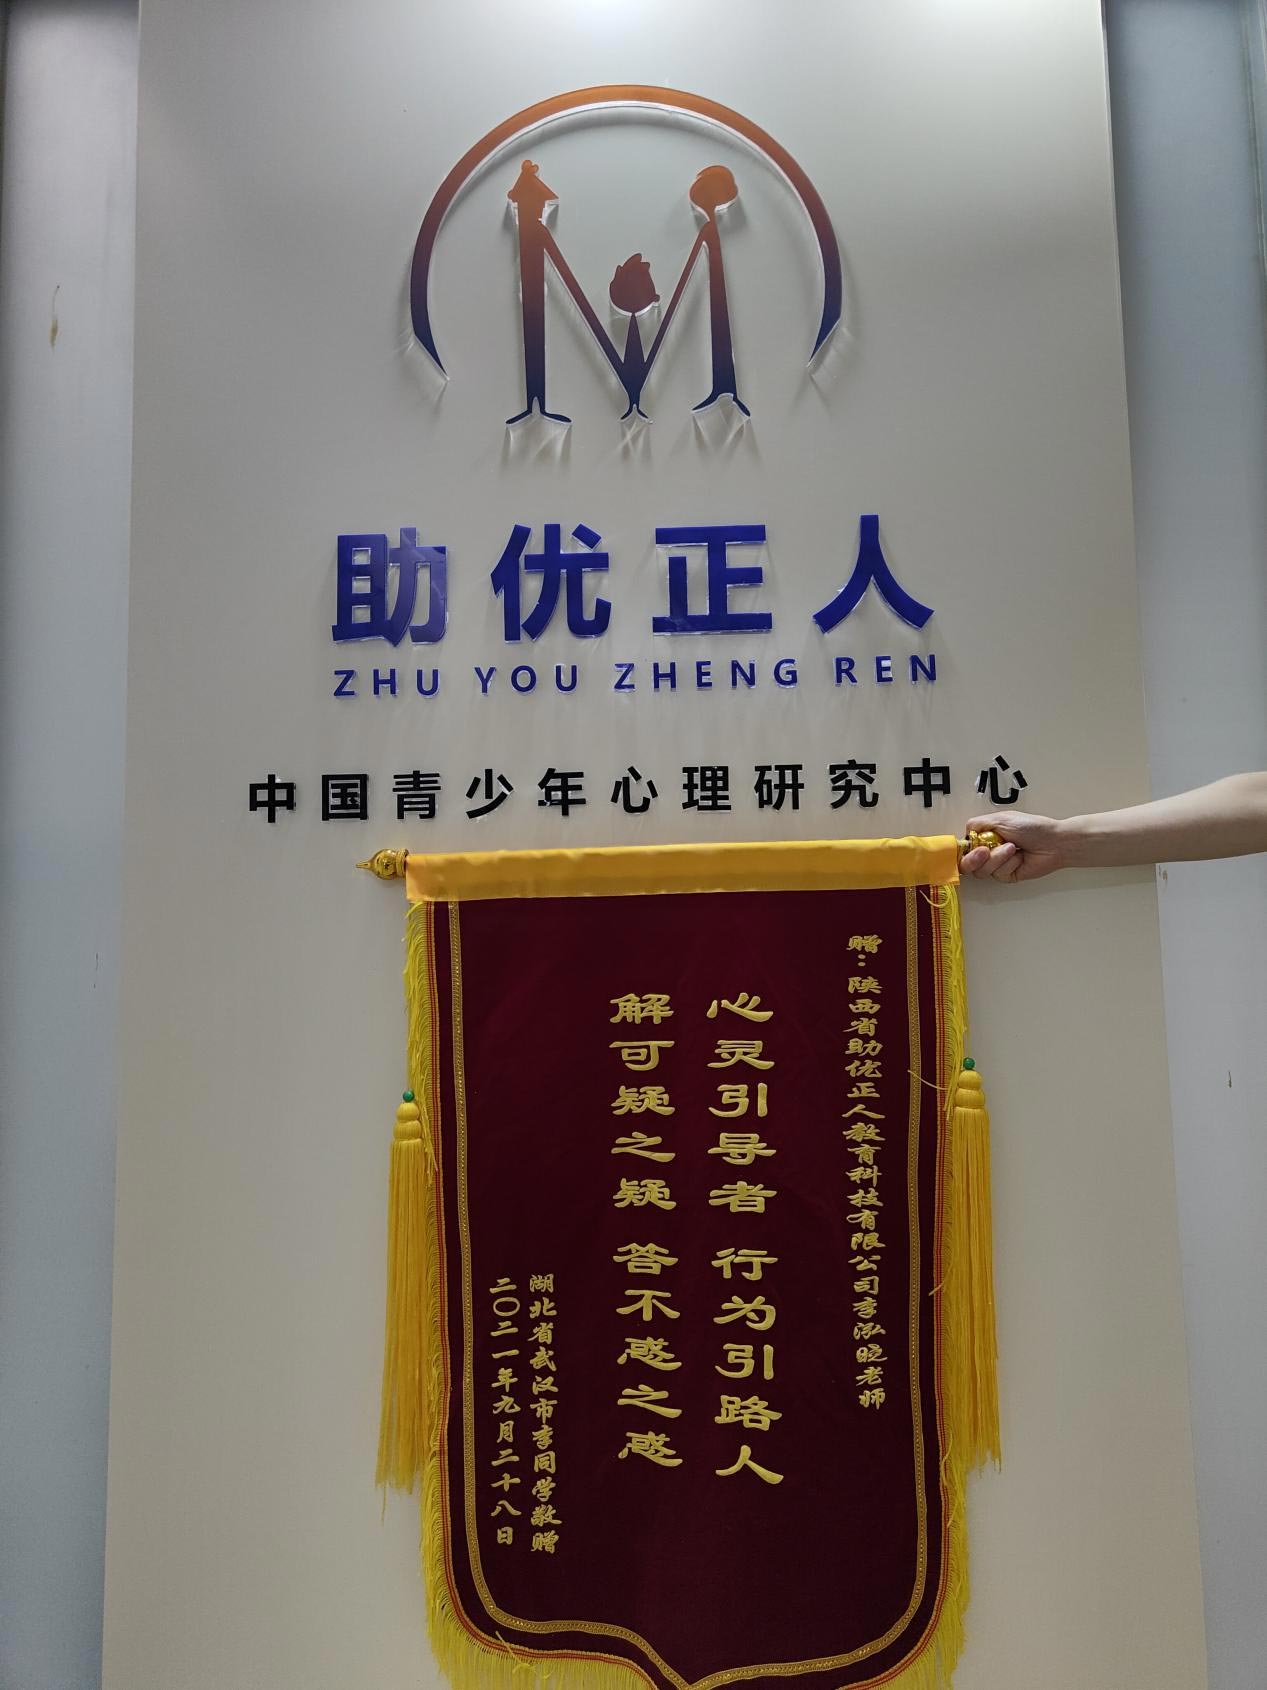 助优正人
ZHU YOU ZHENG REN
中国青少年心理研究中心
赠：陕西省助优正人教育科技有限公司李泓晓老师
心灵引导者 行为引路人
解可疑之疑 答不惑之惑
湖北省武汉市李同学敬赠
二〇二一年九月二十八日